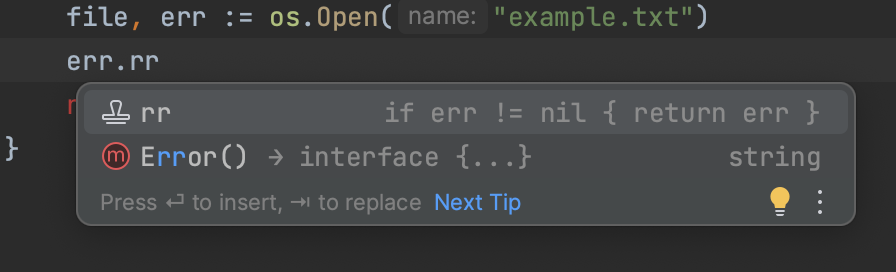 file, err := os.Open( name: "example.txt")
err.rr
r
rr if err != nil { return err }
m Error() → interface {...} string
}
Press ↵ to insert, ⇥ to replace Next Tip